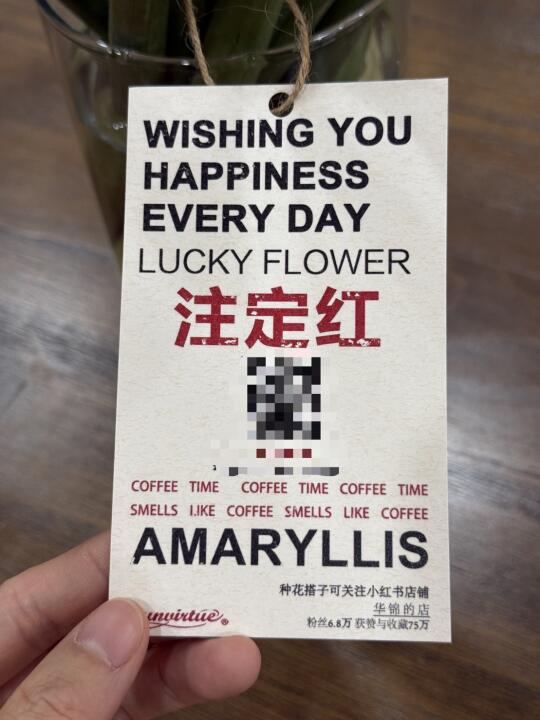 WISHING YOU
HAPPINESS
EVERY DAY
LUCKY FLOWER
注定红
COFFEE TIME COFFEE TIME COFFEE TIME
SMELLS LIKE COFFEE SMELLS LIKE COFFEE
AMARYLLIS
种花搭子可关注小红书店铺
华锦的店
粉丝6.8万 获赞与收藏75万